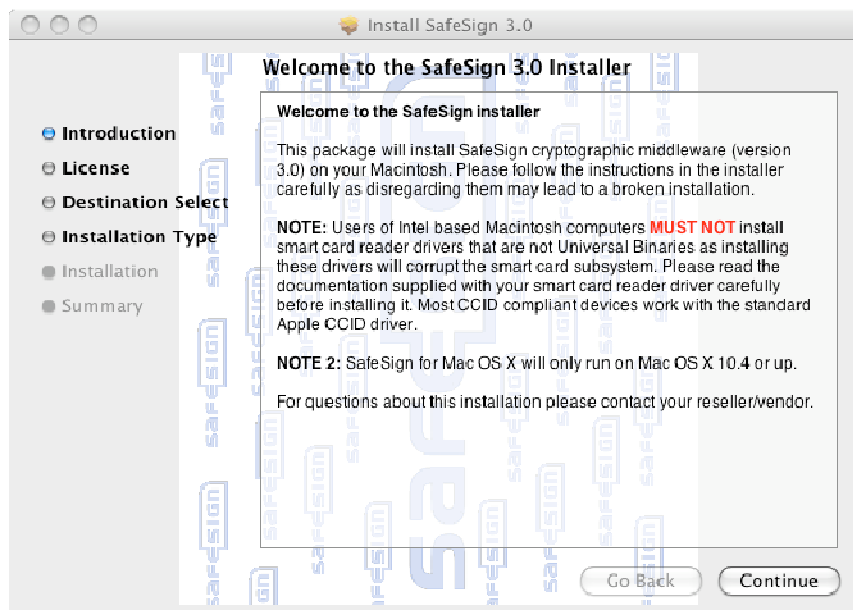 Install SafeSign 3.0
Welcome to the SafeSign 3.0 Installer
Introduction
License
Destination Select
Installation Type
Installation
Summary
Welcome to the SafeSign installer
This package will install SafeSign cryptographic middleware (version
3.0) on your Macintosh. Please follow the instructions in the installer
carefully as disregarding them may lead to a broken installation.
NOTE: Users of Intel based Macintosh computers MUST NOT install
smart card reader drivers that are not Universal Binaries as installing
these drivers will corrupt the smart card subsystem. Please read the
documentation supplied with your smart card reader driver carefully
before installing it. Most CCID compliant devices work with the standard
Apple CCID driver.
NOTE 2: SafeSign for Mac OS X will only run on Mac OS X 10.4 or up.
For questions about this installation please contact your reseller/vendor.
Go Back
Continue
safesign